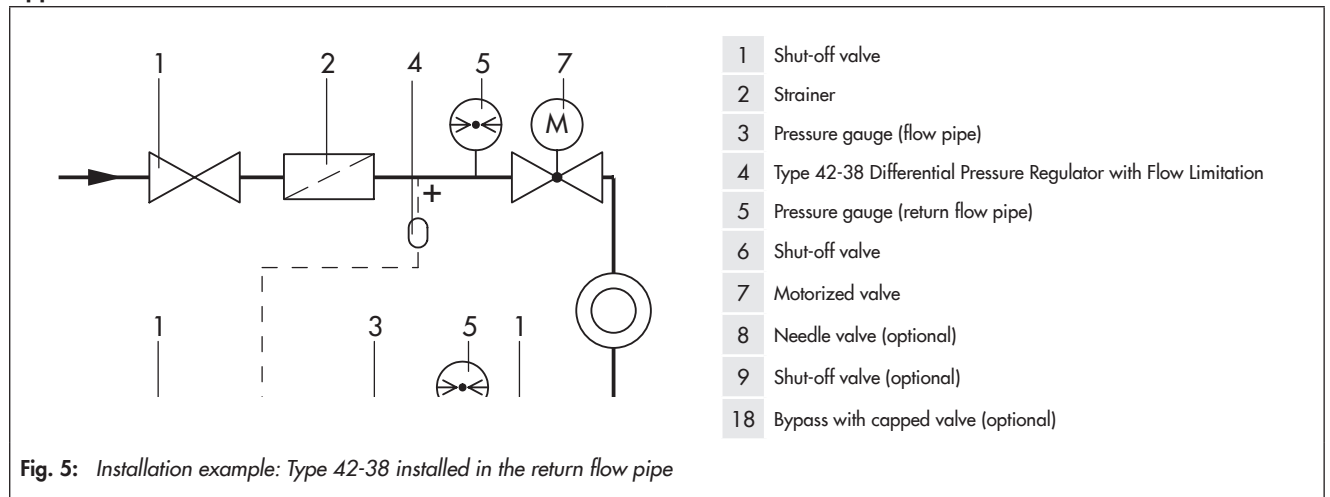 1 2 4 5 7
M
+
1 3 5 1
1 Shut-off valve
2 Strainer
3 Pressure gauge (flow pipe)
4 Type 42-38 Differential Pressure Regulator with Flow Limitation
5 Pressure gauge (return flow pipe)
6 Shut-off valve
7 Motorized valve
8 Needle valve (optional)
9 Shut-off valve (optional)
18 Bypass with capped valve (optional)
Fig. 5: Installation example: Type 42-38 installed in the return flow pipe